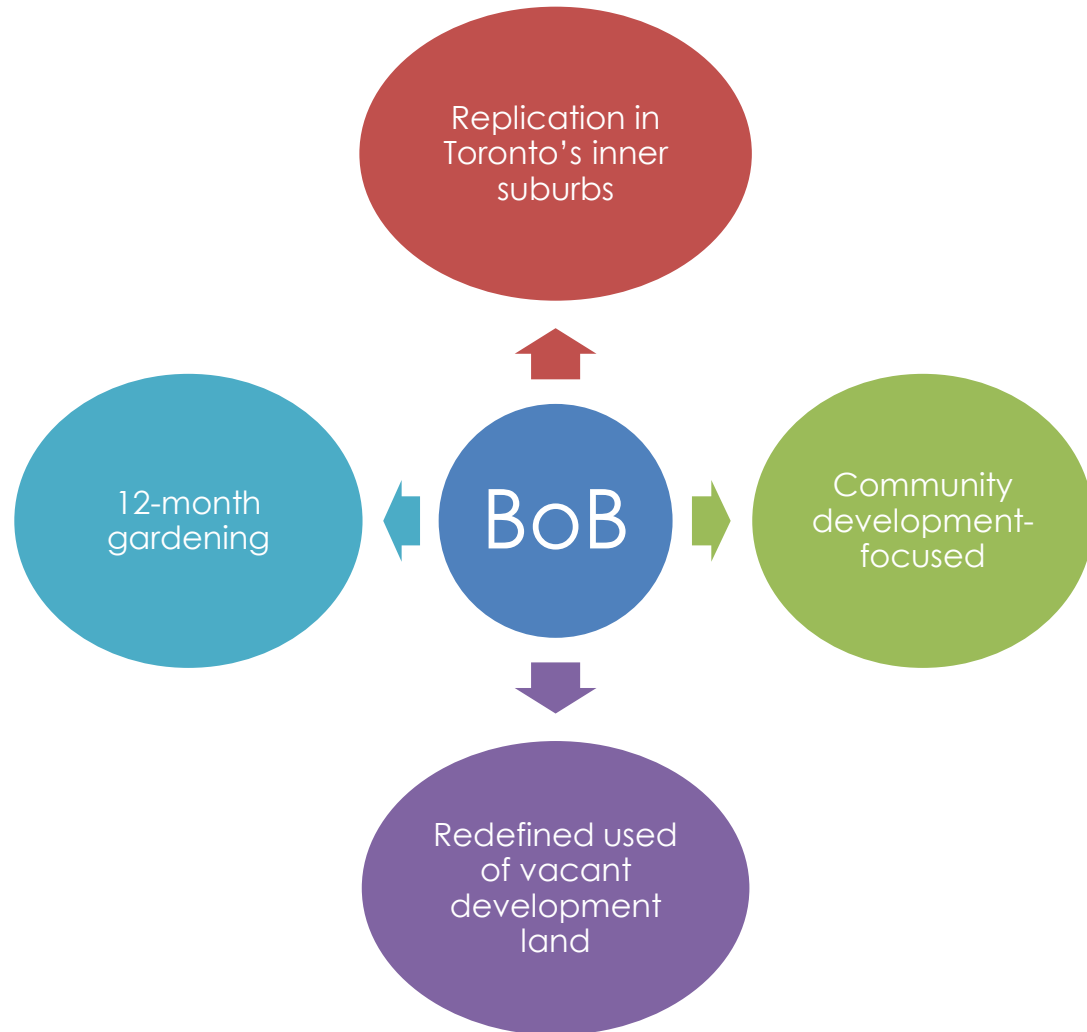 Replication in
Toronto’s inner
suburbs
12-month
gardening
BoB
Community
development-
focused
Redefined used
of vacant
development
land